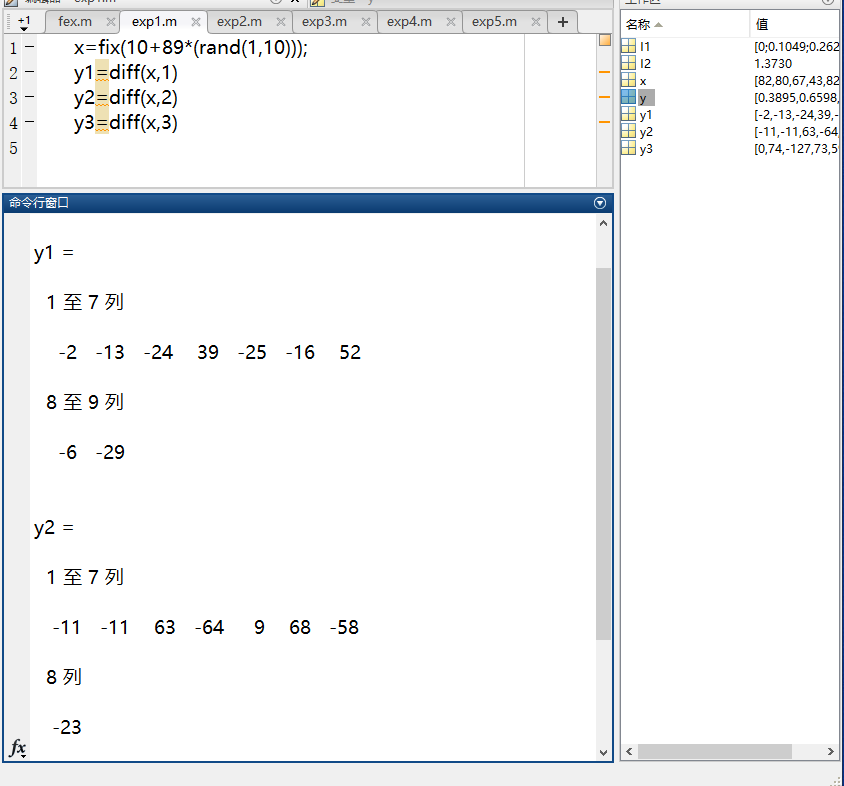 +1 fex.m exp1.m exp2.m exp3.m exp4.m exp5.m
1 x=fix(10+89*(rand(1,10)));
2 y1=diff(x,1)
3 y2=diff(x,2)
4 y3=diff(x,3)
5
命令行窗口
y1 =
1 至 7 列
-2 -13 -24 39 -25 -16 52
8 至 9 列
-6 -29
y2 =
1 至 7 列
-11 -11 63 -64 9 68 -58
8 列
-23
fx
名称 值
I1 [0;0.1049;0.262
I2 1.3730
x [82,80,67,43,82
y [0.3895,0.6598,
y1 [-2,-13,-24,39,-
y2 [-11,-11,63,-64,
y3 [0,74,-127,73,5